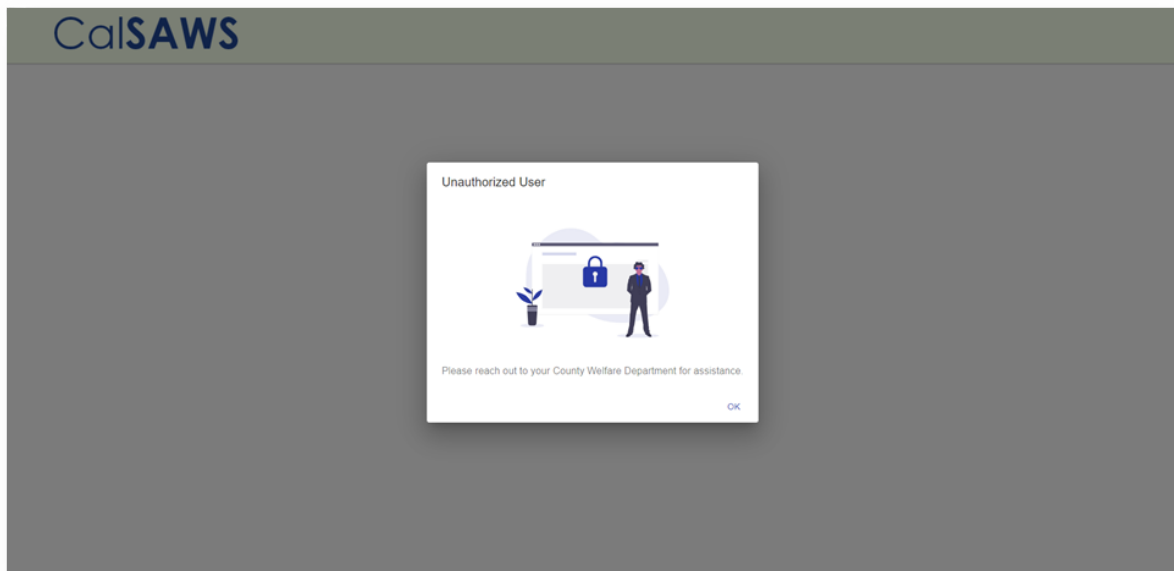 CalSAWS
Unauthorized User
Please reach out to your County Welfare Department for assistance.
OK